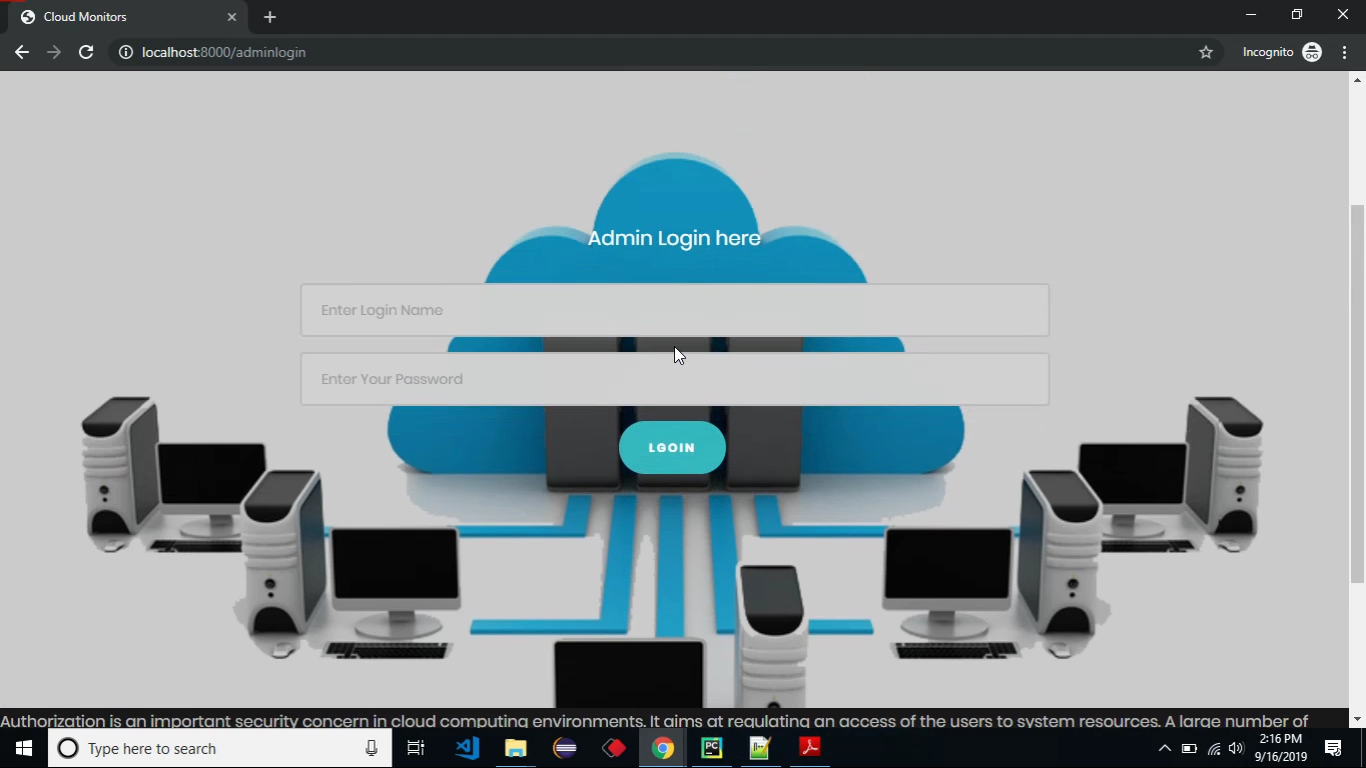 Cloud Monitors
localhost:8000/adminlogin
Incognito
Admin Login here
Enter Login Name
Enter Your Password
LGOIN
Authorization is an important security concern in cloud computing environments. It aims at regulating an access of the users to system resources. A large number of
Type here to search
PC
2:16 PM
9/16/2019